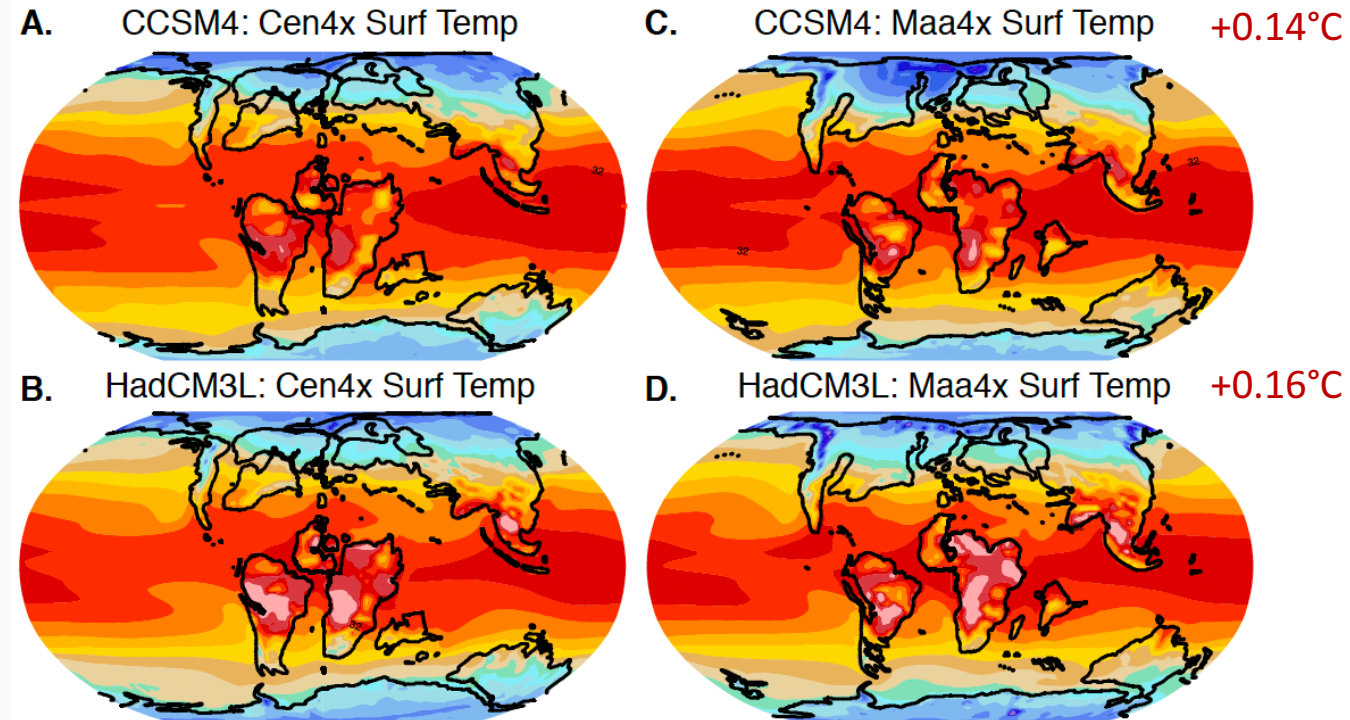 A. CCSM4: Cen4x Surf Temp
C. CCSM4: Maa4x Surf Temp +0.14°C
32
32
32
B. HadCM3L: Cen4x Surf Temp
D. HadCM3L: Maa4x Surf Temp +0.16°C
32